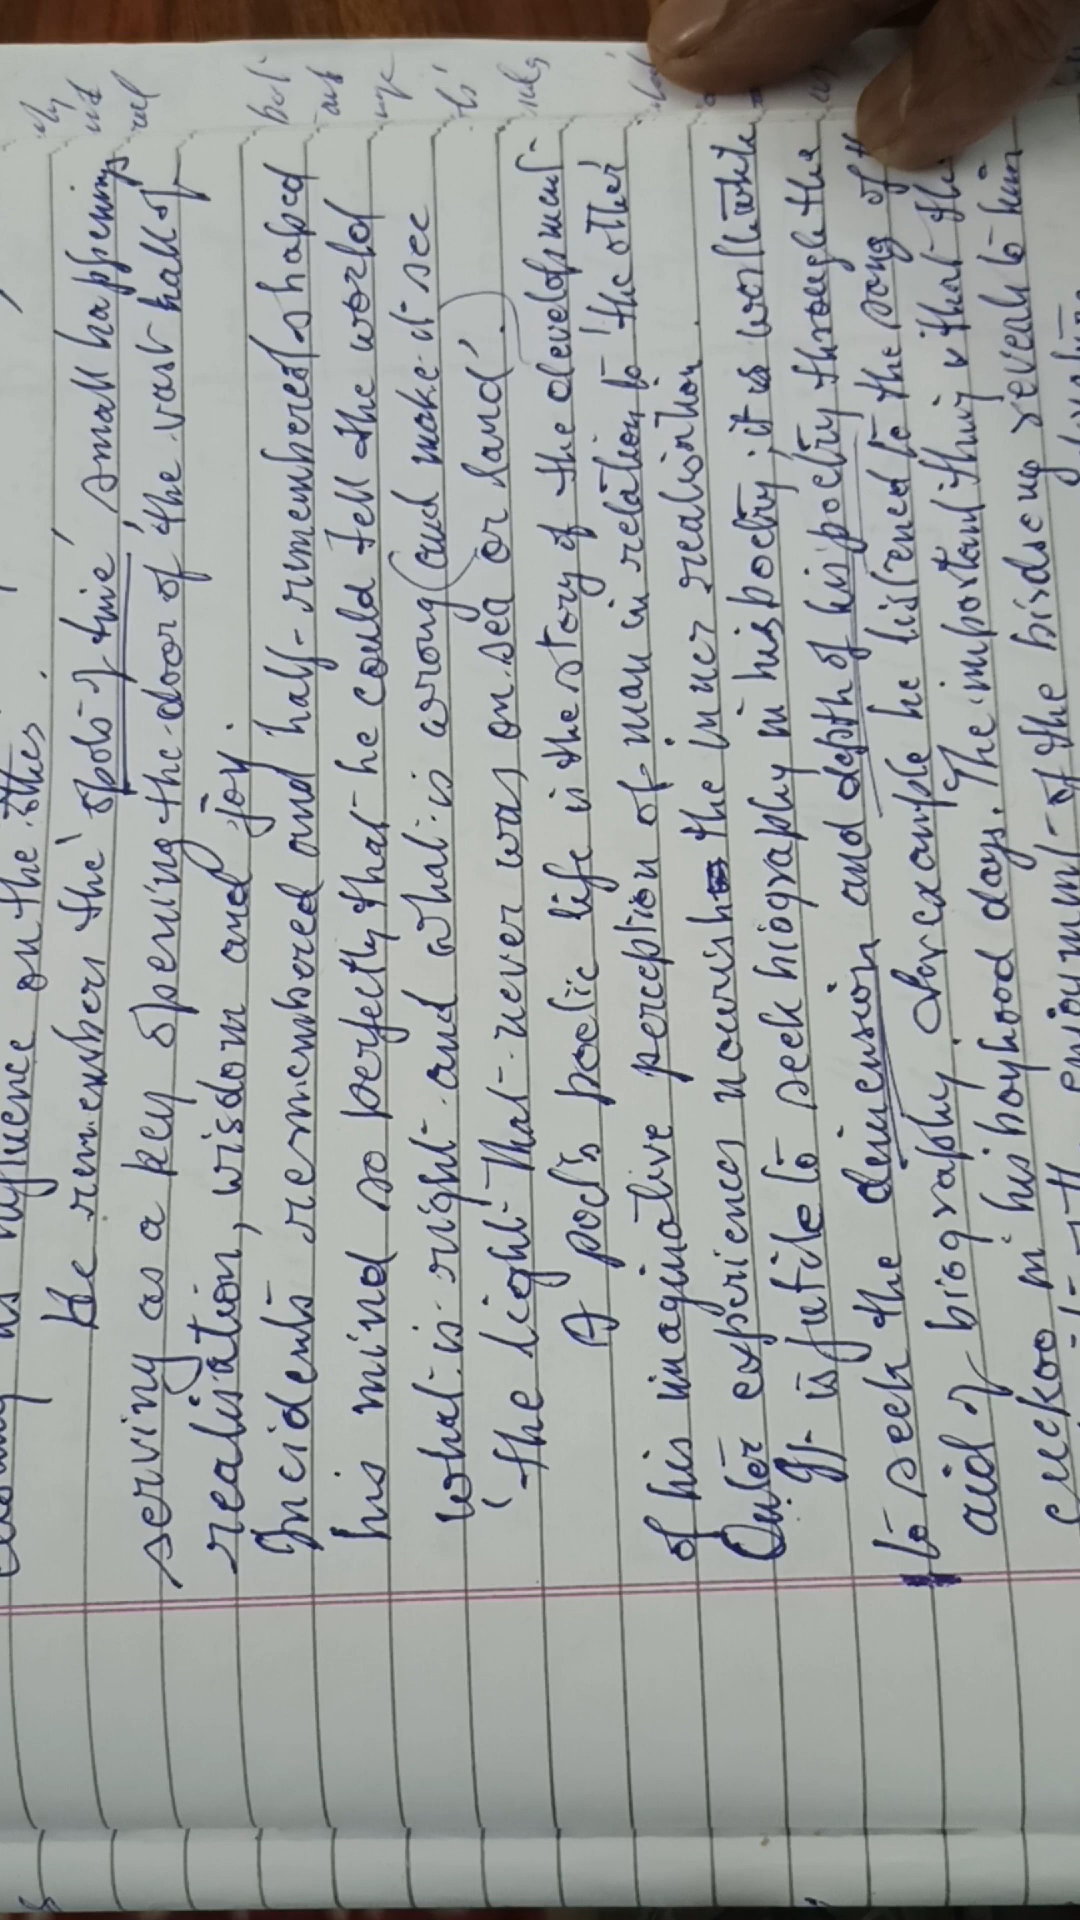 its influence on the other.
He remembers the 'spots of time', small happenings
serving as a key opening the door of the vast hall of
realisation, wisdom and joy.
Incidents remembered and half-remembered shaped
his mind so perfectly that he could tell the world
what is right and what is wrong (and make it see
'the light that never was on sea or land').
A poet's poetic life is the story of the development
of his imaginative perception of man in relation to the other
Outer experiences nourish the inner realisation.
It is futile to seek biography in his poetry; it is worthwhile
to seek the dimension and depth of his poetry through the
aid of biography. For example he listened to the song of
cuckoo in his boyhood days. The important thing is that the
enjoyment of the birdsong reveals to him